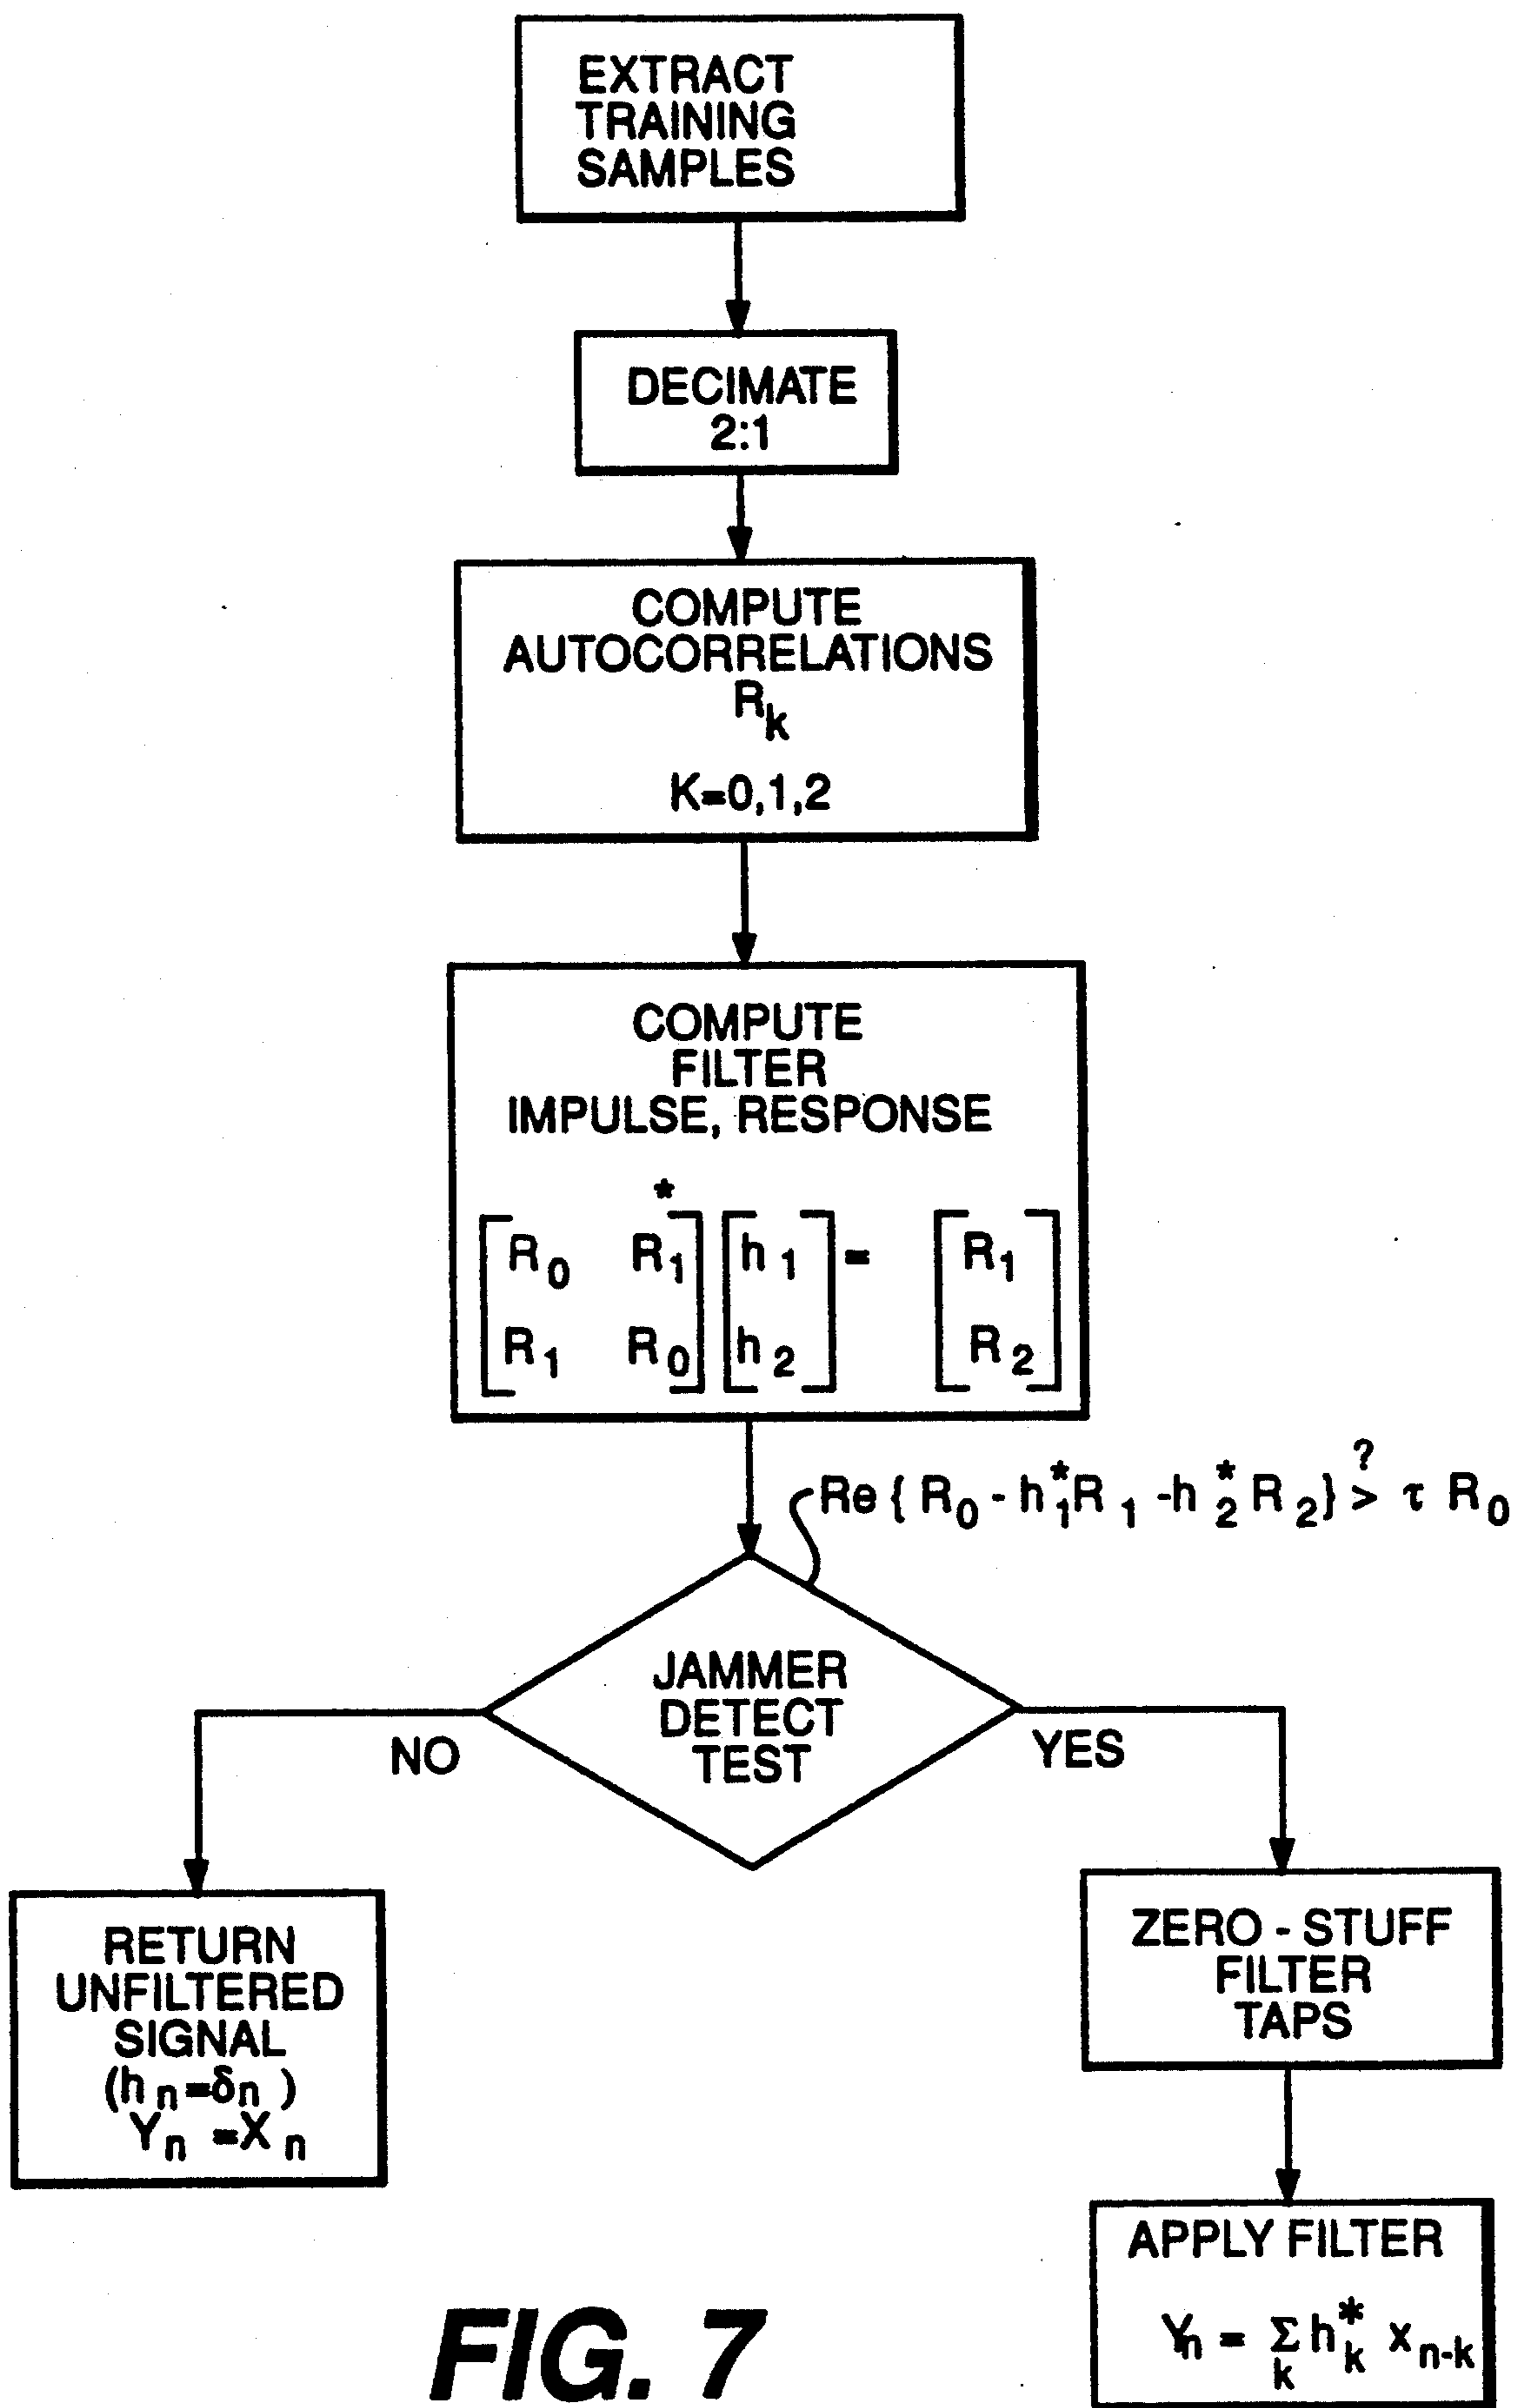 EXTRACT
TRAINING
SAMPLES
DECIMATE
2:1
COMPUTE
AUTOCORRELATIONS
R_k
K=0,1,2
COMPUTE
FILTER
IMPULSE, RESPONSE
[R_0 R_1^*] [h_1] = [R_1]
[R_1 R_0] [h_2] [R_2]
Re { R_0 - h_1^* R_1 - h_2^* R_2 } >^? τ R_0
JAMMER
DETECT
TEST
NO
YES
RETURN
UNFILTERED
SIGNAL
(h_n=δ_n)
Y_n =X_n
ZERO - STUFF
FILTER
TAPS
APPLY FILTER
Y_n = Σ_k h_k^* x_{n-k}
FIG. 7